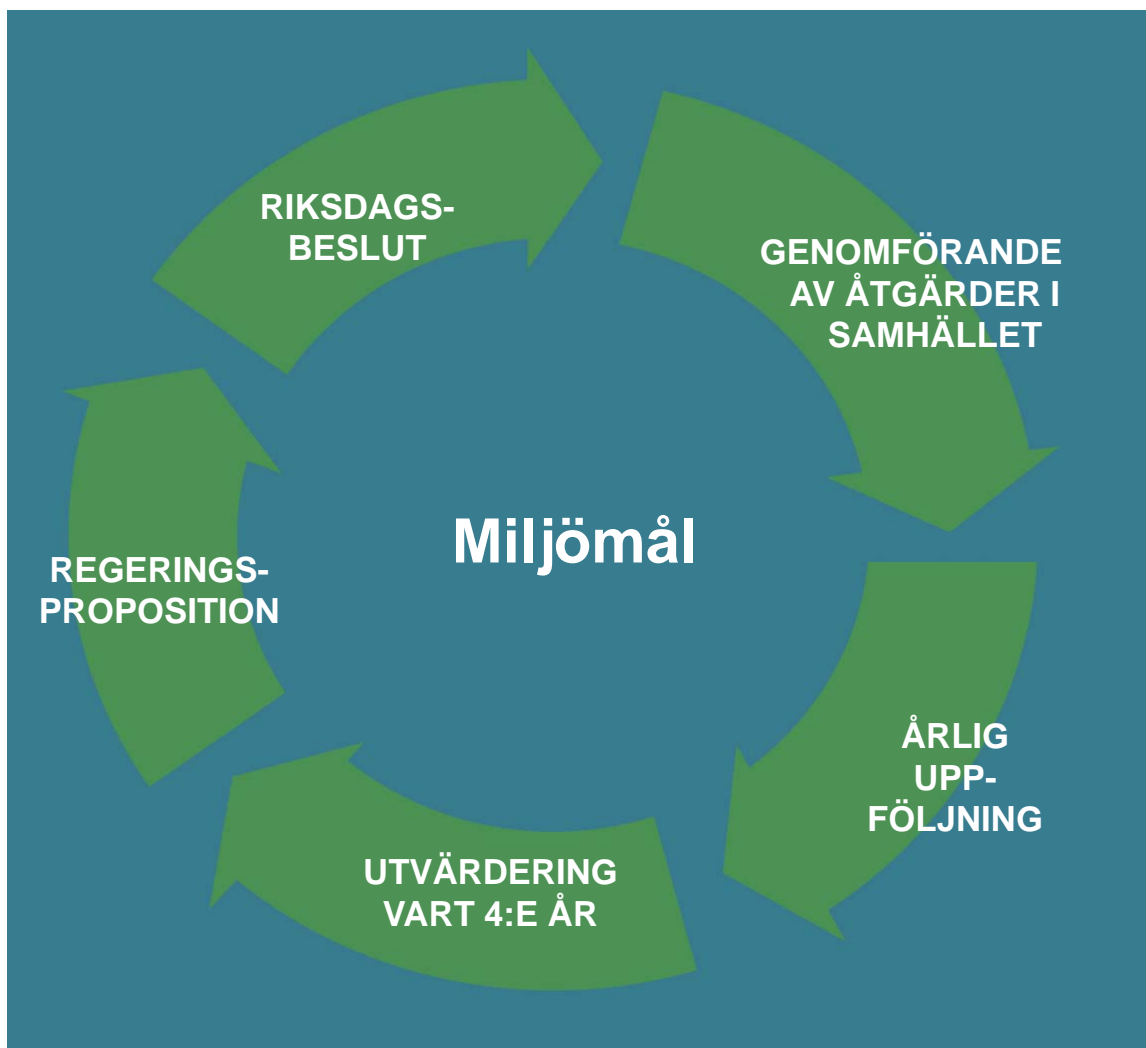 RIKSDAGS-
BESLUT
GENOMFÖRANDE
AV ÅTGÄRDER I
SAMHÄLLET
Miljömål
REGERINGS-
PROPOSITION
ÅRLIG
UPP-
FÖLJNING
UTVÄRDERING
VART 4:E ÅR